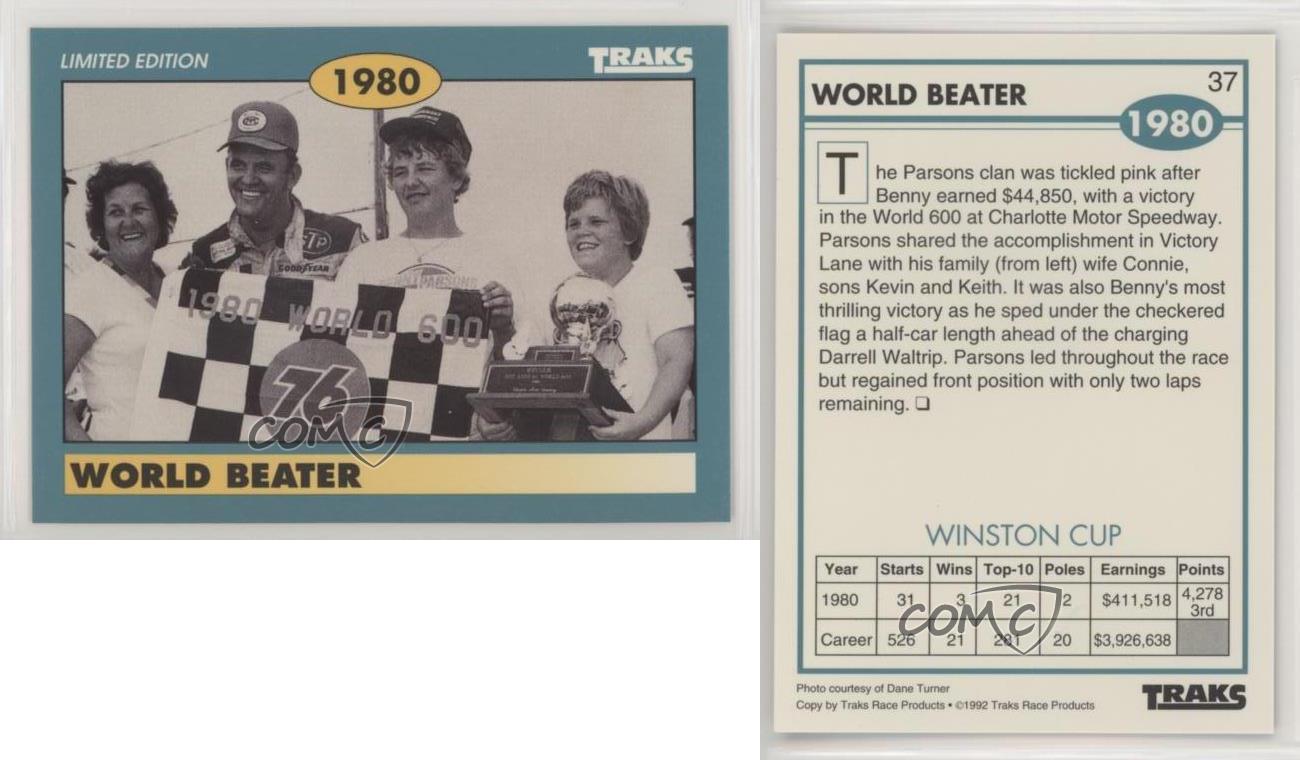 LIMITED EDITION
TRAKS
1980
STP
GOODYEAR
1980 WORLD 600
76
WINNER
COMC
WORLD BEATER
WORLD BEATER
37
1980
The Parsons clan was tickled pink after
Benny earned $44,850, with a victory
in the World 600 at Charlotte Motor Speedway.
Parsons shared the accomplishment in Victory
Lane with his family (from left) wife Connie,
sons Kevin and Keith. It was also Benny's most
thrilling victory as he sped under the checkered
flag a half-car length ahead of the charging
Darrell Waltrip. Parsons led throughout the race
but regained front position with only two laps
remaining. ❏
WINSTON CUP
Year Starts Wins Top-10 Poles Earnings Points
1980 31 3 21 2 $411,518 4,278 3rd
Career 526 21 281 20 $3,926,638
COMC
Photo courtesy of Dane Turner
Copy by Traks Race Products • ©1992 Traks Race Products
TRAKS